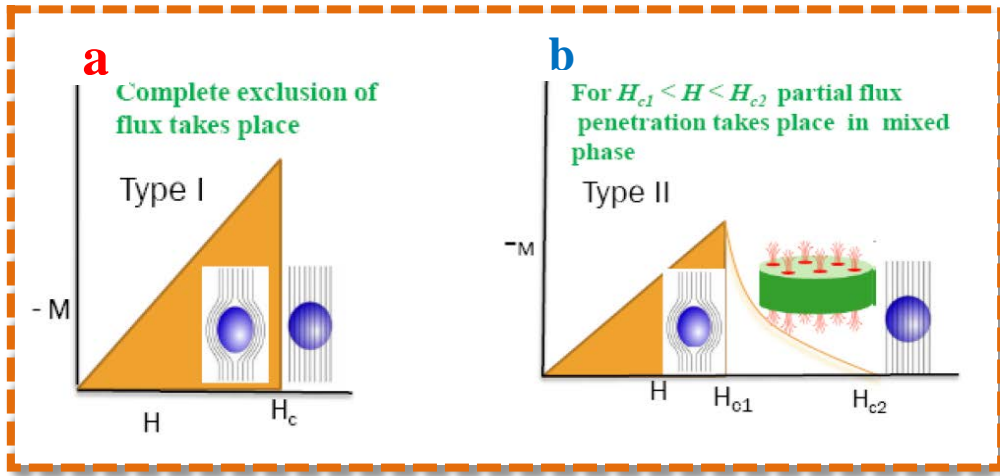 a
Complete exclusion of
flux takes place
Type I
- M
H
Hc
b
For Hc1 < H < Hc2 partial flux
penetration takes place in mixed
phase
Type II
-M
H
Hc1
Hc2